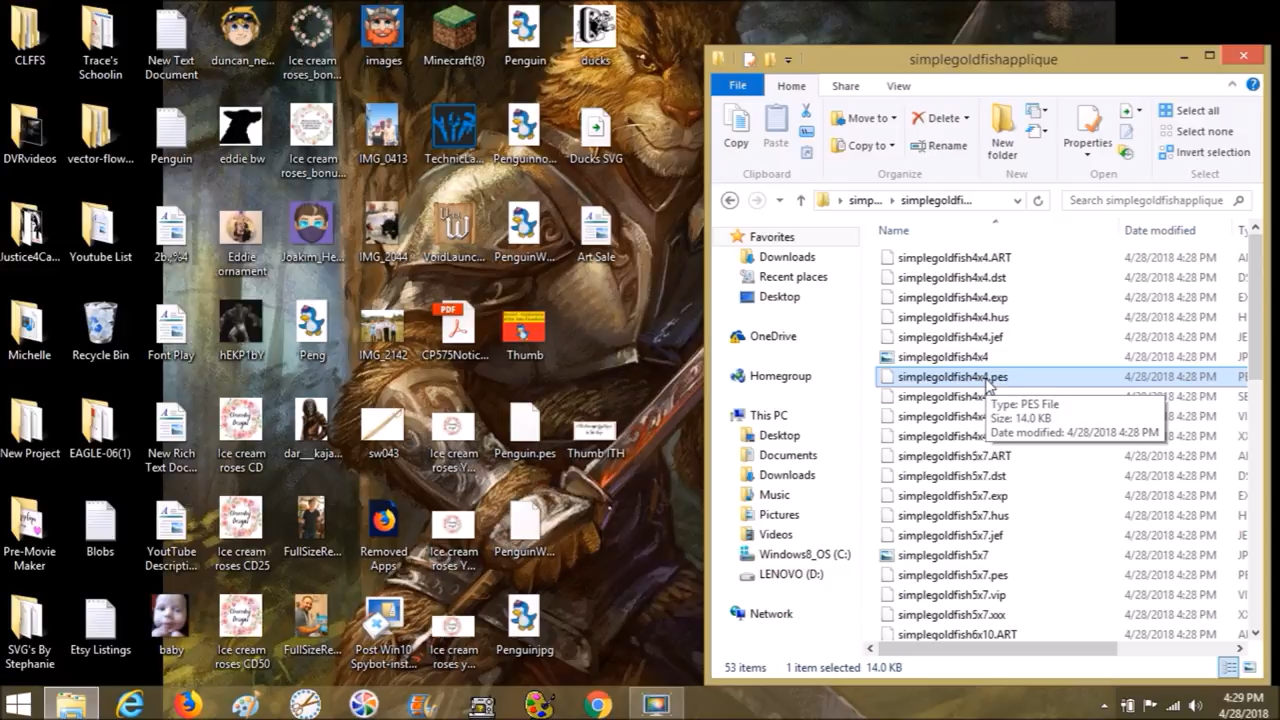 CLFFS
Trace's
Schoolin
New Text
Document
duncan_ne...
Ice cream
roses_bon...
images
Minecraft(8)
Penguin
ducks
DVRvideos
vector-flow...
Penguin
eddie bw
Ice cream
roses_bonu...
IMG_0413
TechnicLa...
Penguinno...
Ducks SVG
Justice4Ca...
Youtube List
Eddie
ornament
Joakim_He...
IMG_2044
VoidLaunc...
PenguinW...
Art Sale
Michelle
Recycle Bin
Font Play
hEKP1bY
Peng
IMG_2142
PDF
CP575Notic...
Thumb
New Project
EAGLE-06(1)
New Rich
Text Doc...
Ice cream
roses CD
dar__kaja...
sw043
Ice cream
roses Y...
Penguin.pes
Thumb ITH
Pre-Movie
Maker
Blobs
YoutTube
Descripti...
Ice cream
roses CD25
FullSizeRe...
Removed
Apps
Ice cream
roses Y...
PenguinW...
SVG's By
Stephanie
Etsy Listings
baby
Ice cream
roses CD50
FullSizeRe...
Post Win10
Spybot-inst...
Ice cream
roses y...
Penguinjpg
simplegoldfishapplique
File
Home
Share
View
Copy
Paste
Move to
Copy to
Delete
Rename
New
folder
Properties
Select all
Select none
Invert selection
Clipboard
Organize
New
Open
Select
simp...
simplegoldfi...
Search simplegoldfishapplique
Favorites
Downloads
Recent places
Desktop
OneDrive
Homegroup
This PC
Desktop
Documents
Downloads
Music
Pictures
Videos
Windows8_OS (C:)
LENOVO (D:)
Network
Name Date modified
simplegoldfish4x4.ART 4/28/2018 4:28 PM
simplegoldfish4x4.dst 4/28/2018 4:28 PM
simplegoldfish4x4.exp 4/28/2018 4:28 PM
simplegoldfish4x4.hus 4/28/2018 4:28 PM
simplegoldfish4x4.jef 4/28/2018 4:28 PM
simplegoldfish4x4 4/28/2018 4:28 PM
simplegoldfish4x4.pes 4/28/2018 4:28 PM
simplegoldfish4x4 4/28/2018 4:28 PM
Type: PES File
Size: 14.0 KB
Date modified: 4/28/2018 4:28 PM
simplegoldfish5x7.ART 4/28/2018 4:28 PM
simplegoldfish5x7.dst 4/28/2018 4:28 PM
simplegoldfish5x7.exp 4/28/2018 4:28 PM
simplegoldfish5x7.hus 4/28/2018 4:28 PM
simplegoldfish5x7.jef 4/28/2018 4:28 PM
simplegoldfish5x7 4/28/2018 4:28 PM
simplegoldfish5x7.pes 4/28/2018 4:28 PM
simplegoldfish5x7.vip 4/28/2018 4:28 PM
simplegoldfish5x7.xxx 4/28/2018 4:28 PM
simplegoldfish6x10.ART 4/28/2018 4:28 PM
53 items 1 item selected 14.0 KB
4:29 PM
4/28/2018